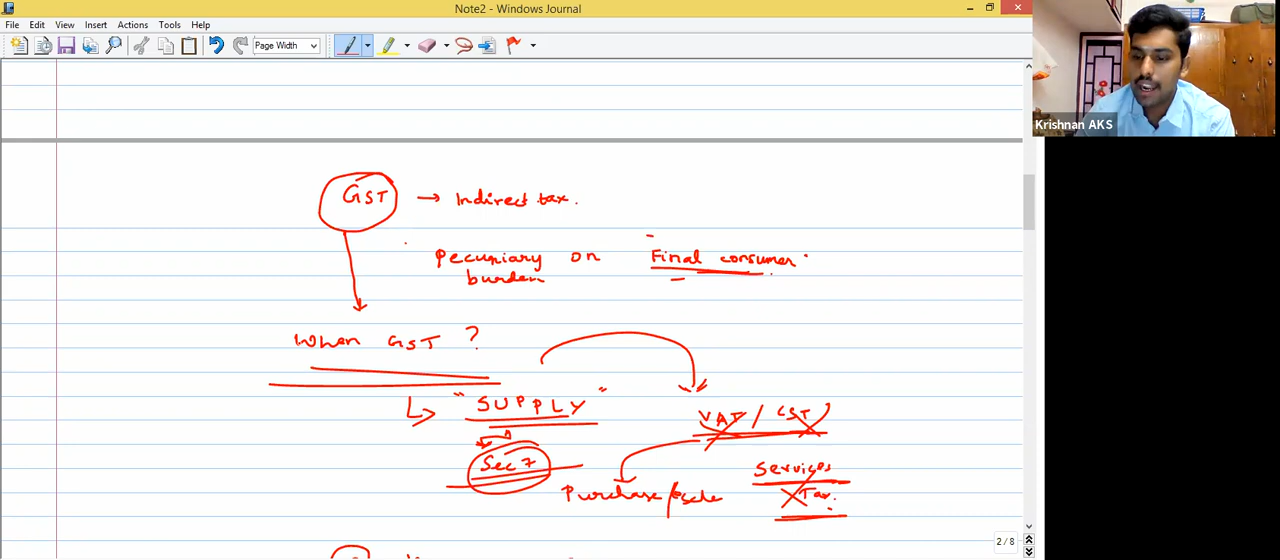 Note2 - Windows Journal
File Edit View Insert Actions Tools Help
Page Width
Krishnan AKS
GST → Indirect tax.
Pecuniary on Final consumer
burden
When GST ?
↳ "SUPPLY"
VAT / CST
Sec 7
Services
Purchase/sale
Tax.
2 / 8